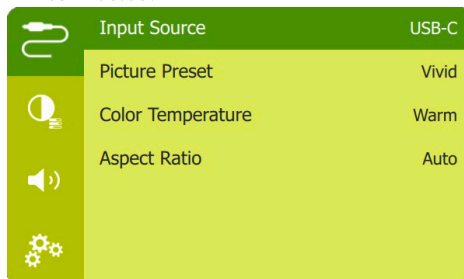 Input Source USB-C
Picture Preset Vivid
Color Temperature Warm
Aspect Ratio Auto